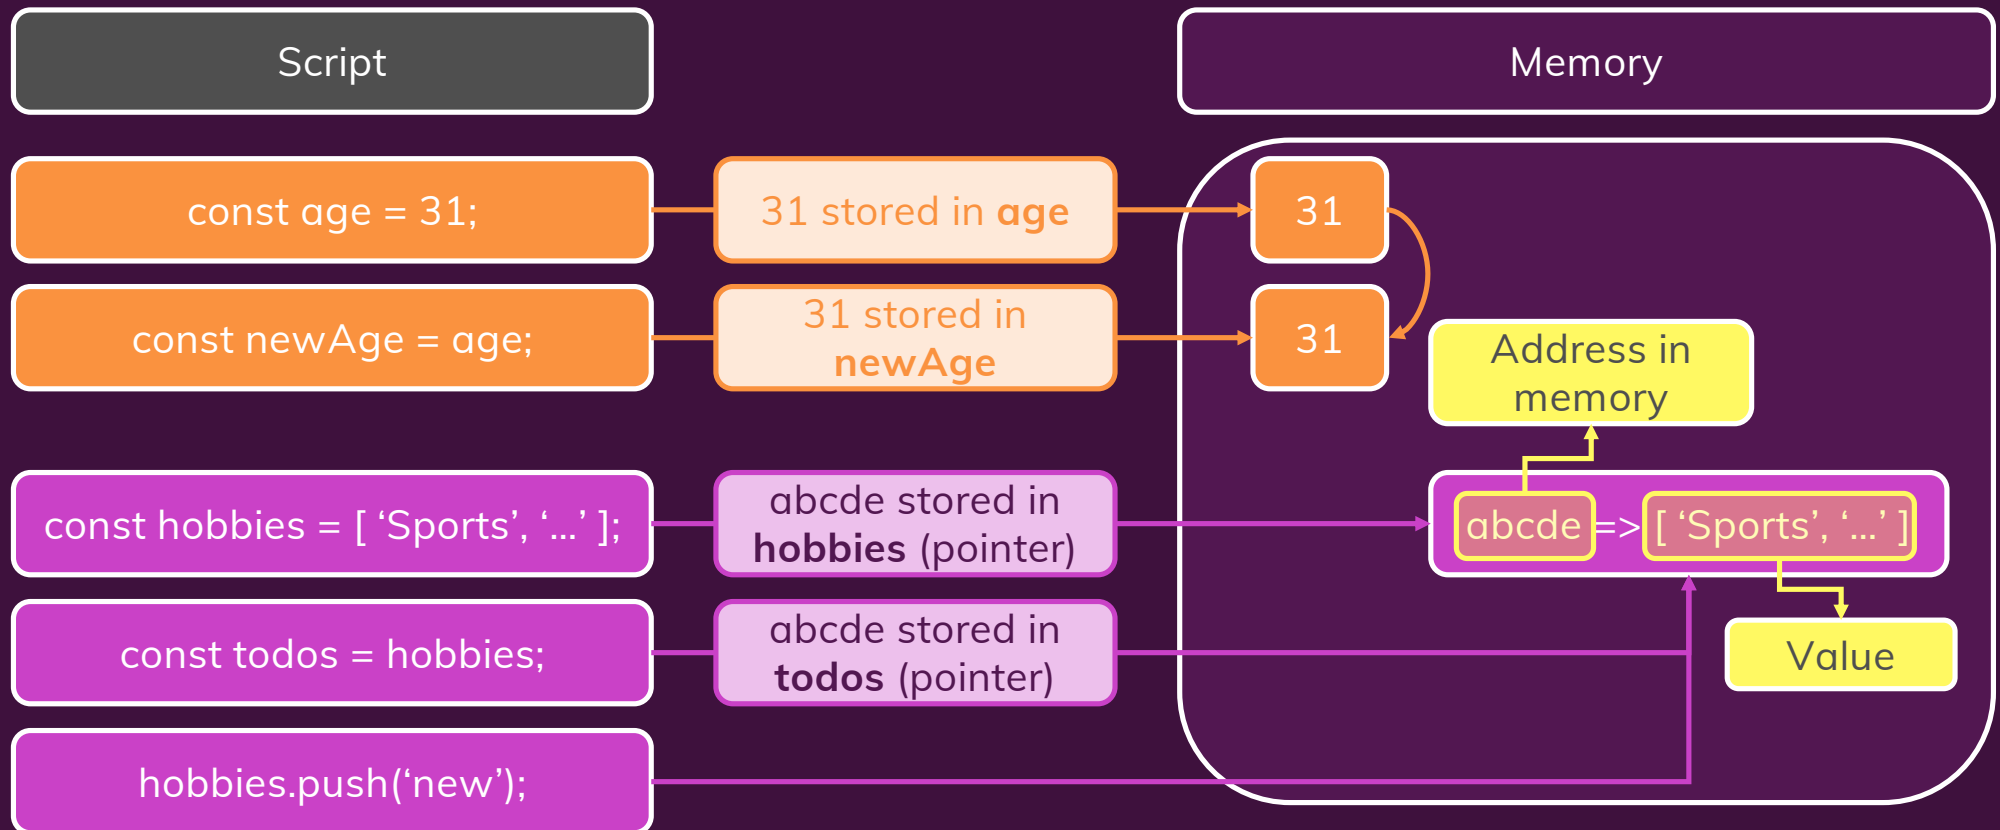 Script
Memory
const age = 31;
31 stored in age
31
const newAge = age;
31 stored in
newAge
31
Address in
memory
const hobbies = [ ‘Sports’, ‘...’ ];
abcde stored in
hobbies (pointer)
abcde => [ ‘Sports’, ‘...’ ]
const todos = hobbies;
abcde stored in
todos (pointer)
Value
hobbies.push(‘new’);